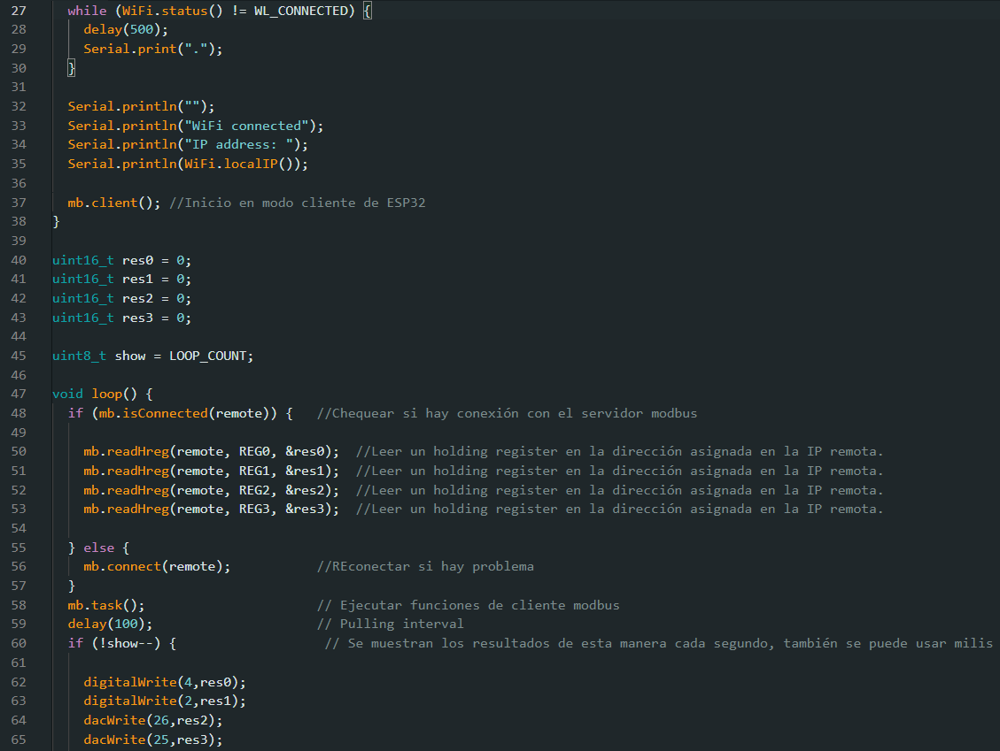 27 while (WiFi.status() != WL_CONNECTED) {
28 delay(500);
29 Serial.print(".");
30 }
31
32 Serial.println("");
33 Serial.println("WiFi connected");
34 Serial.println("IP address: ");
35 Serial.println(WiFi.localIP());
36
37 mb.client(); //Inicio en modo cliente de ESP32
38 }
39
40 uint16_t res0 = 0;
41 uint16_t res1 = 0;
42 uint16_t res2 = 0;
43 uint16_t res3 = 0;
44
45 uint8_t show = LOOP_COUNT;
46
47 void loop() {
48 if (mb.isConnected(remote)) { //Chequear si hay conexión con el servidor modbus
49
50 mb.readHreg(remote, REG0, &res0); //Leer un holding register en la dirección asignada en la IP remota.
51 mb.readHreg(remote, REG1, &res1); //Leer un holding register en la dirección asignada en la IP remota.
52 mb.readHreg(remote, REG2, &res2); //Leer un holding register en la dirección asignada en la IP remota.
53 mb.readHreg(remote, REG3, &res3); //Leer un holding register en la dirección asignada en la IP remota.
54
55 } else {
56 mb.connect(remote); //REconectar si hay problema
57 }
58 mb.task(); // Ejecutar funciones de cliente modbus
59 delay(100); // Pulling interval
60 if (!show--) { // Se muestran los resultados de esta manera cada segundo, también se puede usar milis
61
62 digitalWrite(4,res0);
63 digitalWrite(2,res1);
64 dacWrite(26,res2);
65 dacWrite(25,res3);